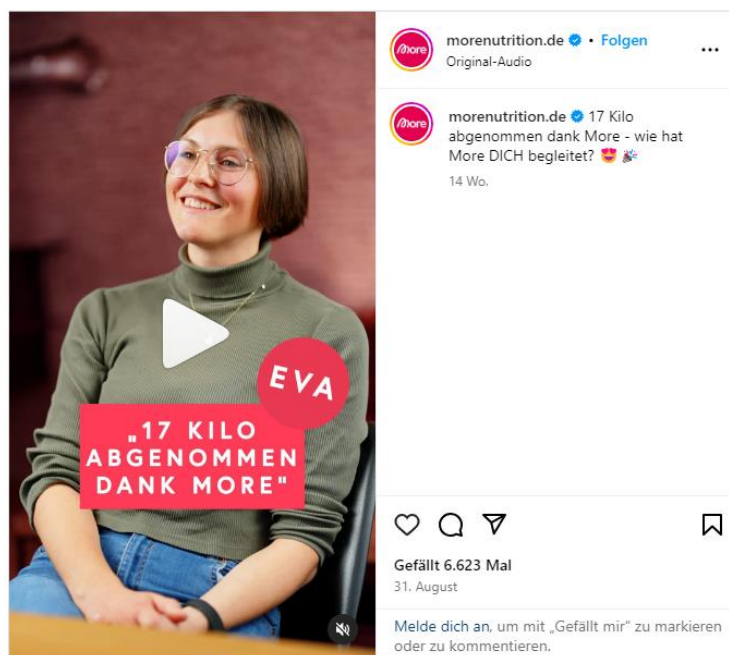 EVA
„17 KILO
ABGENOMMEN
DANK MORE"
More
morenutrition.de • Folgen
Original-Audio
More
morenutrition.de 17 Kilo
abgenommen dank More - wie hat
More DICH begleitet? 😍 🎉
14 Wo.
Gefällt 6.623 Mal
31. August
Melde dich an, um mit „Gefällt mir“ zu markieren
oder zu kommentieren.